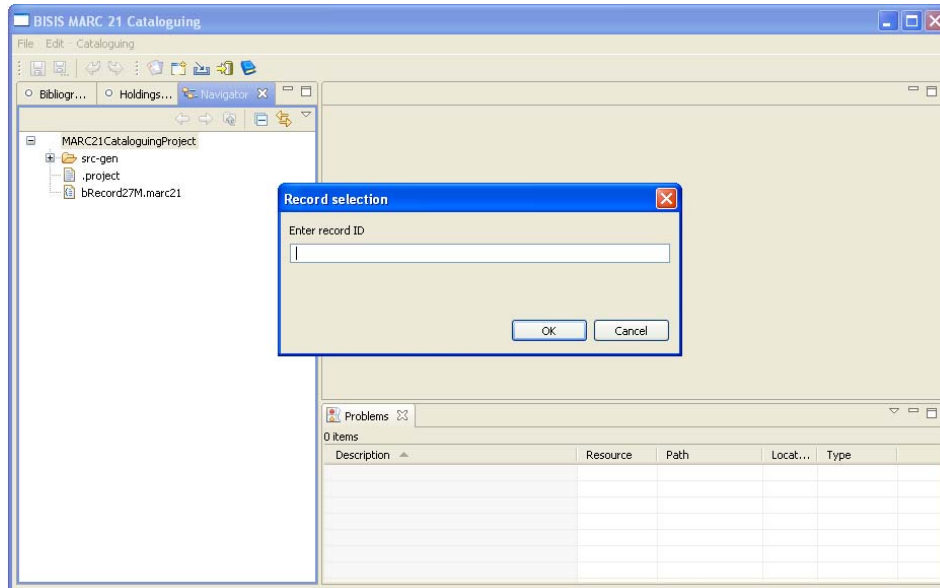 BISIS MARC 21 Cataloguing
File Edit Cataloguing
Bibliogr... Holdings... Navigator
MARC21CataloguingProject
src-gen
.project
bRecord27M.marc21
Record selection
Enter record ID
OK Cancel
Problems
0 items
Description Resource Path Locat... Type